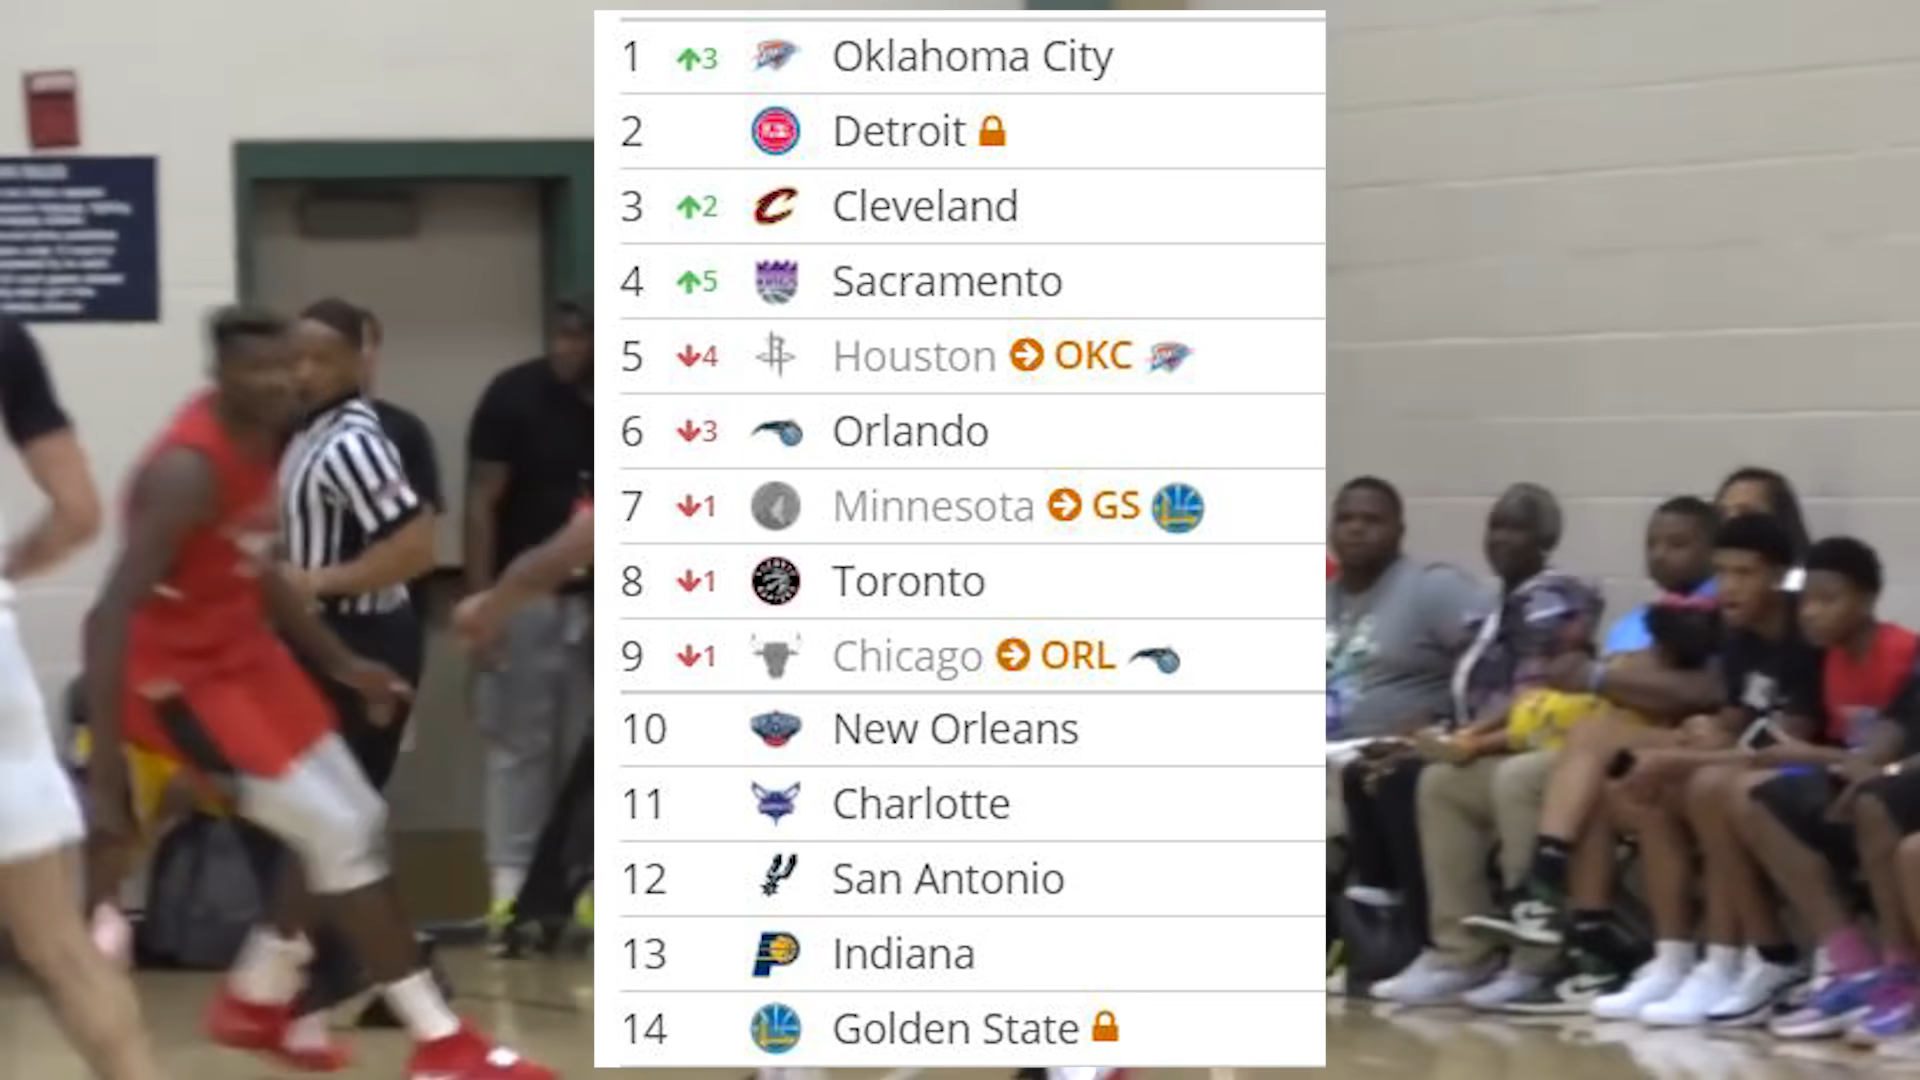 1 ↑3 Oklahoma City
2 Detroit
3 ↑2 Cleveland
4 ↑5 Sacramento
5 ↓4 Houston → OKC
6 ↓3 Orlando
7 ↓1 Minnesota → GS
8 ↓1 Toronto
9 ↓1 Chicago → ORL
10 New Orleans
11 Charlotte
12 San Antonio
13 Indiana
14 Golden State